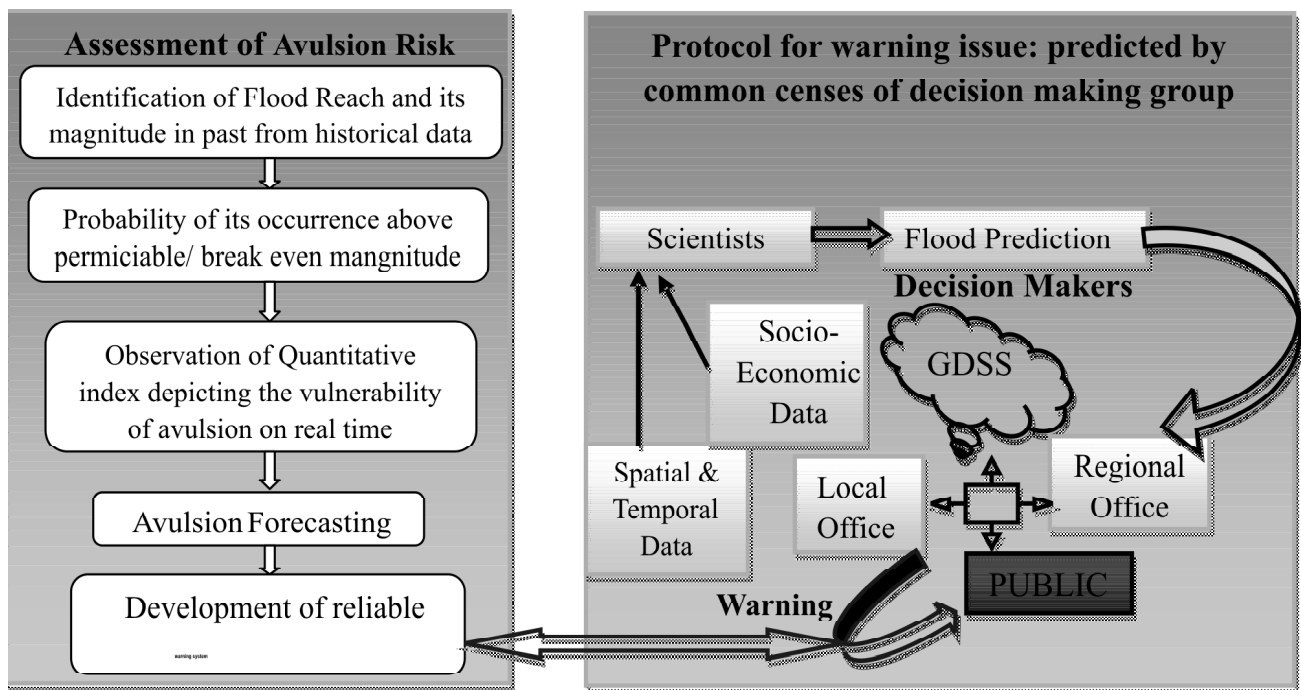 Assessment of Avulsion Risk
Identification of Flood Reach and its
magnitude in past from historical data
Probability of its occurrence above
permiciable/ break even mangnitude
Observation of Quantitative
index depicting the vulnerability
of avulsion on real time
Avulsion Forecasting
Development of reliable
warning system
Protocol for warning issue: predicted by
common censes of decision making group
Scientists
Flood Prediction
Decision Makers
GDSS
Socio-
Economic
Data
Spatial &
Temporal
Data
Local
Office
Regional
Office
PUBLIC
Warning